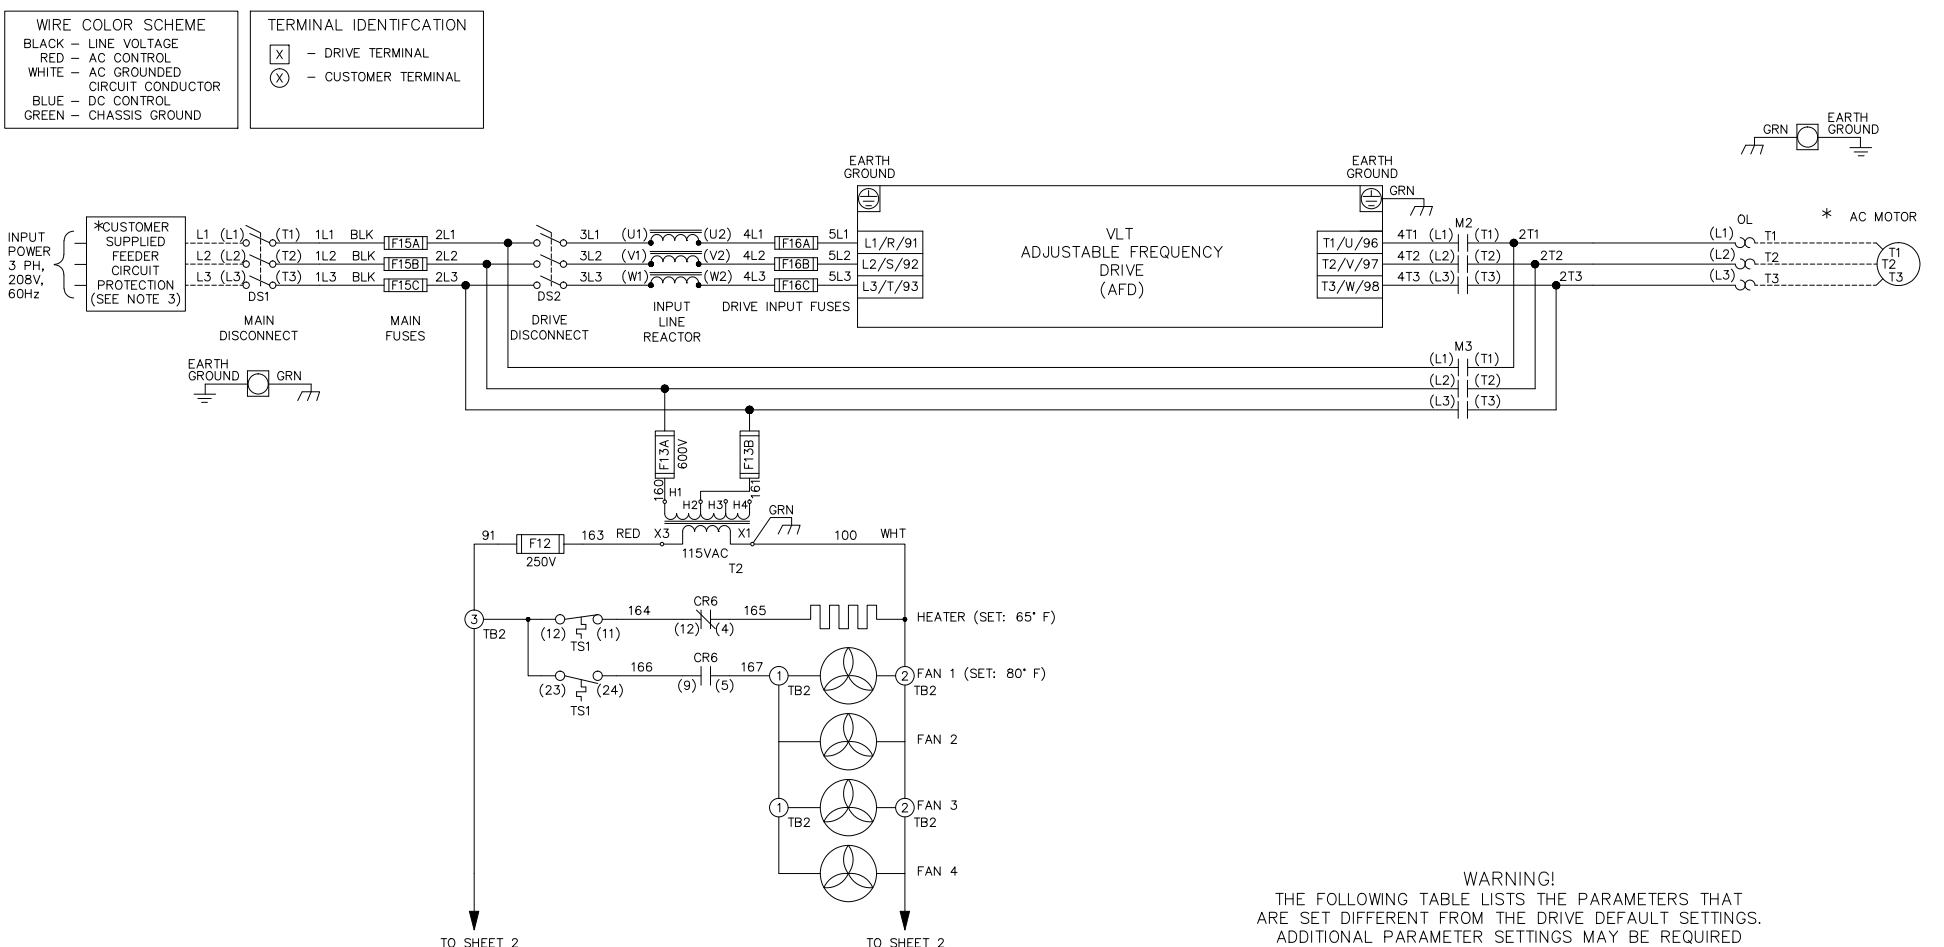 WIRE COLOR SCHEME
BLACK – LINE VOLTAGE
RED – AC CONTROL
WHITE – AC GROUNDED
CIRCUIT CONDUCTOR
BLUE – DC CONTROL
GREEN – CHASSIS GROUND
TERMINAL IDENTIFCATION
X – DRIVE TERMINAL
X – CUSTOMER TERMINAL
GRN
EARTH
GROUND
EARTH
GROUND
EARTH
GROUND
GRN
INPUT
POWER
3 PH,
208V,
60Hz
*CUSTOMER
SUPPLIED
FEEDER
CIRCUIT
PROTECTION
(SEE NOTE 3)
L1 (L1) (T1) 1L1 BLK F15A 2L1 3L1 (U1) (U2) 4L1 F16A 5L1 L1/R/91
L2 (L2) (T2) 1L2 BLK F15B 2L2 3L2 (V1) (V2) 4L2 F16B 5L2 L2/S/92
L3 (L3) (T3) 1L3 BLK F15C 2L3 3L3 (W1) (W2) 4L3 F16C 5L3 L3/T/93
DS1
MAIN
DISCONNECT
MAIN
FUSES
DS2
DRIVE
DISCONNECT
INPUT
LINE
REACTOR
DRIVE INPUT FUSES
VLT
ADJUSTABLE FREQUENCY
DRIVE
(AFD)
M2
OL
* AC MOTOR
T1/U/96 4T1 (L1) (T1) 2T1 (L1) T1
T2/V/97 4T2 (L2) (T2) 2T2 (L2) T2
T3/W/98 4T3 (L3) (T3) 2T3 (L3) T3
T1
T2
T3
M3
(L1) (T1)
(L2) (T2)
(L3) (T3)
EARTH
GROUND
GRN
F13A
600V
F13B
160
161
H1
H2 H3 H4
GRN
91 F12 163 RED X3 X1 100 WHT
250V
115VAC
T2
3
TB2
(12) (11)
TS1
164
CR6
(12) (4)
165
HEATER (SET: 65° F)
(23) (24)
TS1
166
CR6
(9) (5)
167
1
TB2
2
TB2
FAN 1 (SET: 80° F)
FAN 2
1
TB2
2
TB2
FAN 3
FAN 4
TO SHEET 2
TO SHEET 2
WARNING!
THE FOLLOWING TABLE LISTS THE PARAMETERS THAT
ARE SET DIFFERENT FROM THE DRIVE DEFAULT SETTINGS.
ADDITIONAL PARAMETER SETTINGS MAY BE REQUIRED